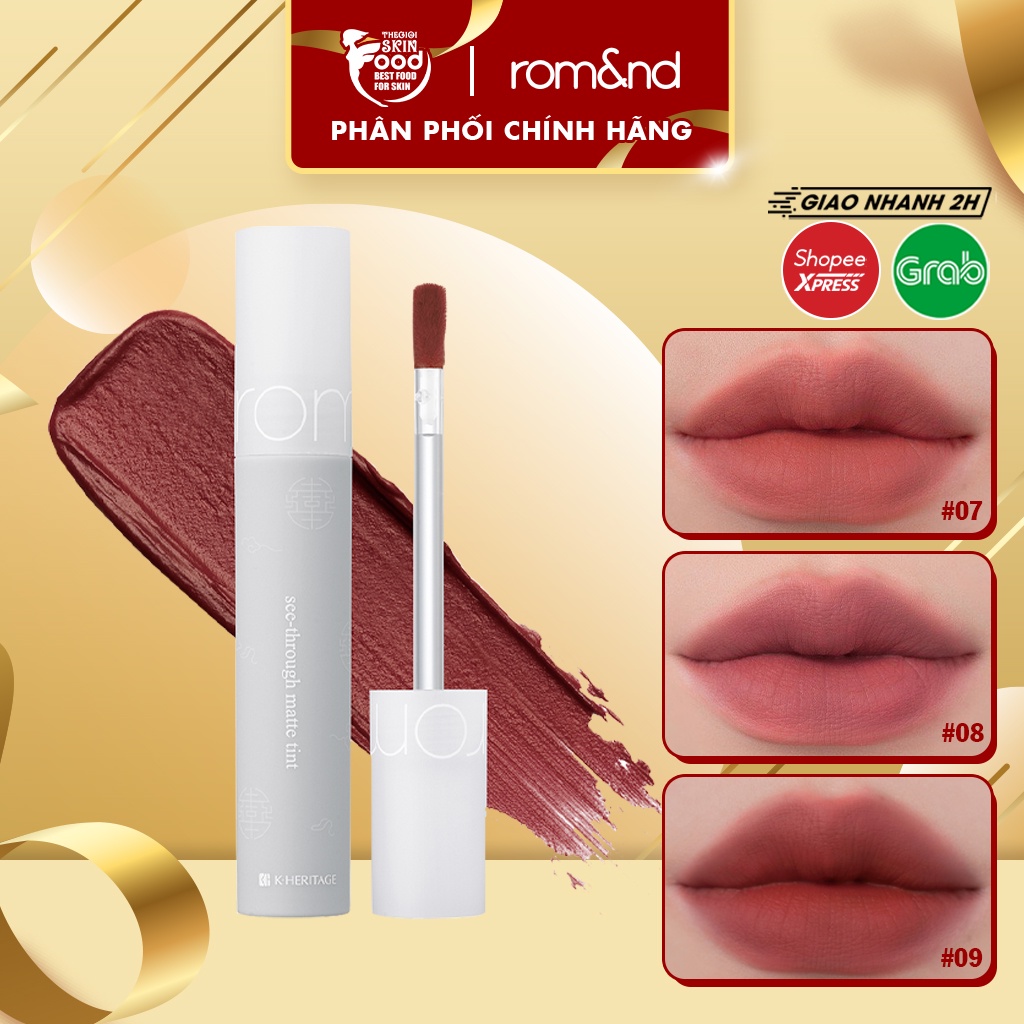 THEGIOI
SKIN
Food
BEST FOOD
FOR SKIN
rom&nd
PHÂN PHỐI CHÍNH HÃNG
GIAO NHANH 2H
Shopee
XPRESS
Grab
rom
see-through matte tint
K·HERITAGE
rom
#07
#08
#09